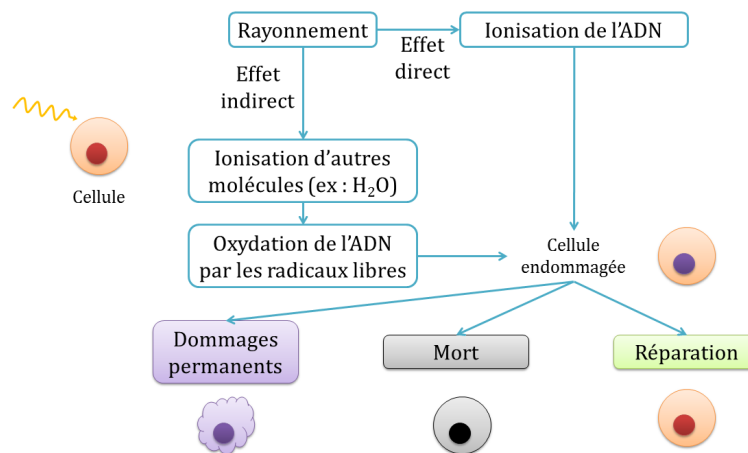 Rayonnement
Effet
direct
Ionisation de l'ADN
Effet
indirect
Ionisation d'autres
molécules (ex : H₂O)
Cellule
Oxydation de l'ADN
par les radicaux libres
Cellule
endommagée
Dommages
permanents
Mort
Réparation